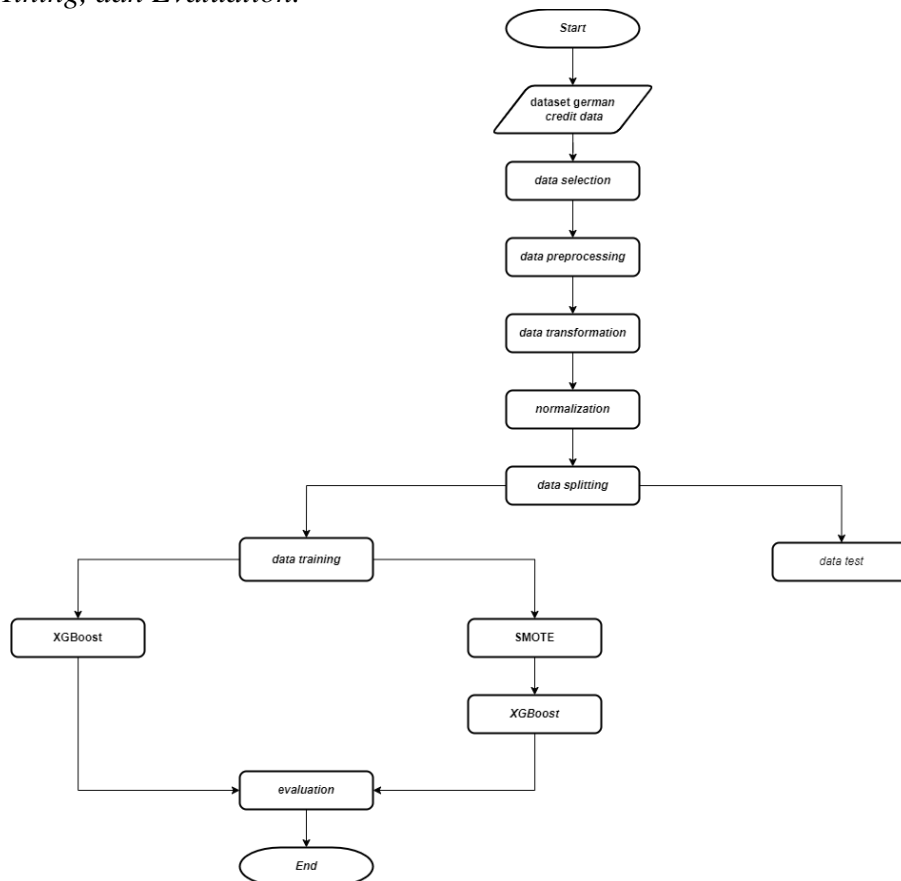 ining, dan Evaluation.
Start
dataset german
credit data
data selection
data preprocessing
data transformation
normalization
data splitting
data training
data test
XGBoost
SMOTE
XGBoost
evaluation
End